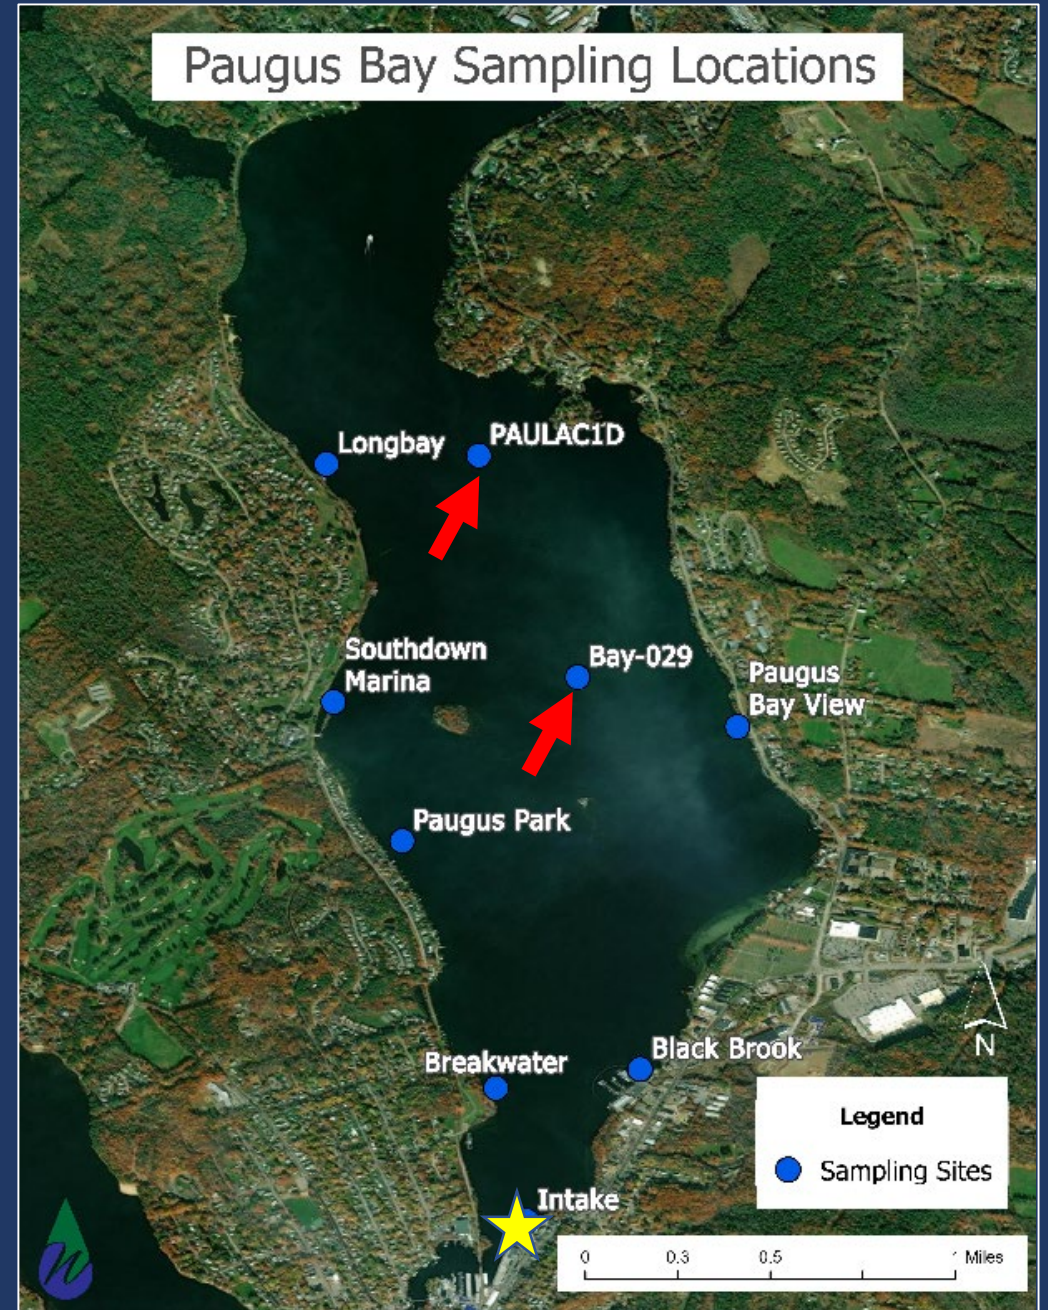 Paugus Bay Sampling Locations
Longbay
PAULAC1D
Southdown
Marina
Bay-029
Paugus
Bay View
Paugus Park
Breakwater
Black Brook
N
Legend
Sampling Sites
Intake
0 0.3 0.5 1 Miles